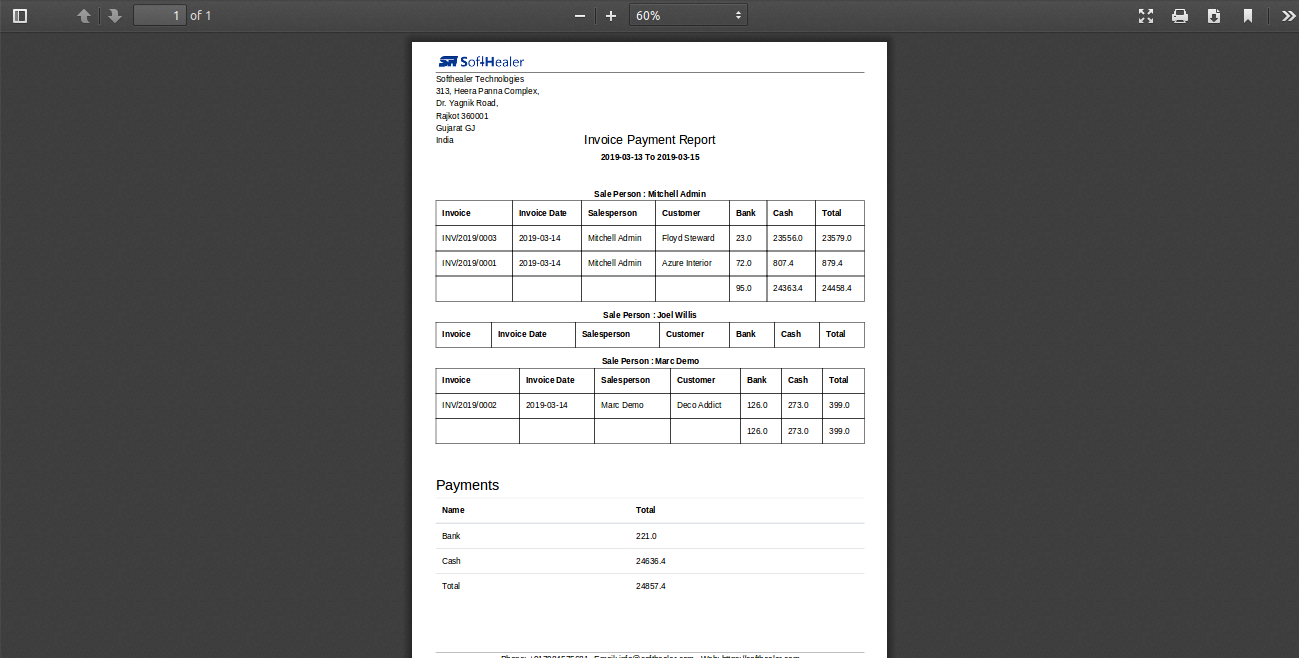 1 of 1
60%
SoftHealer
Softhealer Technologies
313, Heera Panna Complex,
Dr. Yagnik Road,
Rajkot 360001
Gujarat GJ
India
Invoice Payment Report
2019-03-13 To 2019-03-15
Sale Person : Mitchell Admin
Invoice Invoice Date Salesperson Customer Bank Cash Total
INV/2019/0003 2019-03-14 Mitchell Admin Floyd Steward 23.0 23556.0 23579.0
INV/2019/0001 2019-03-14 Mitchell Admin Azure Interior 72.0 807.4 879.4
95.0 24363.4 24458.4
Sale Person : Joel Willis
Invoice Invoice Date Salesperson Customer Bank Cash Total
Sale Person : Marc Demo
Invoice Invoice Date Salesperson Customer Bank Cash Total
INV/2019/0002 2019-03-14 Marc Demo Deco Addict 126.0 273.0 399.0
126.0 273.0 399.0
Payments
Name Total
Bank 221.0
Cash 24636.4
Total 24857.4